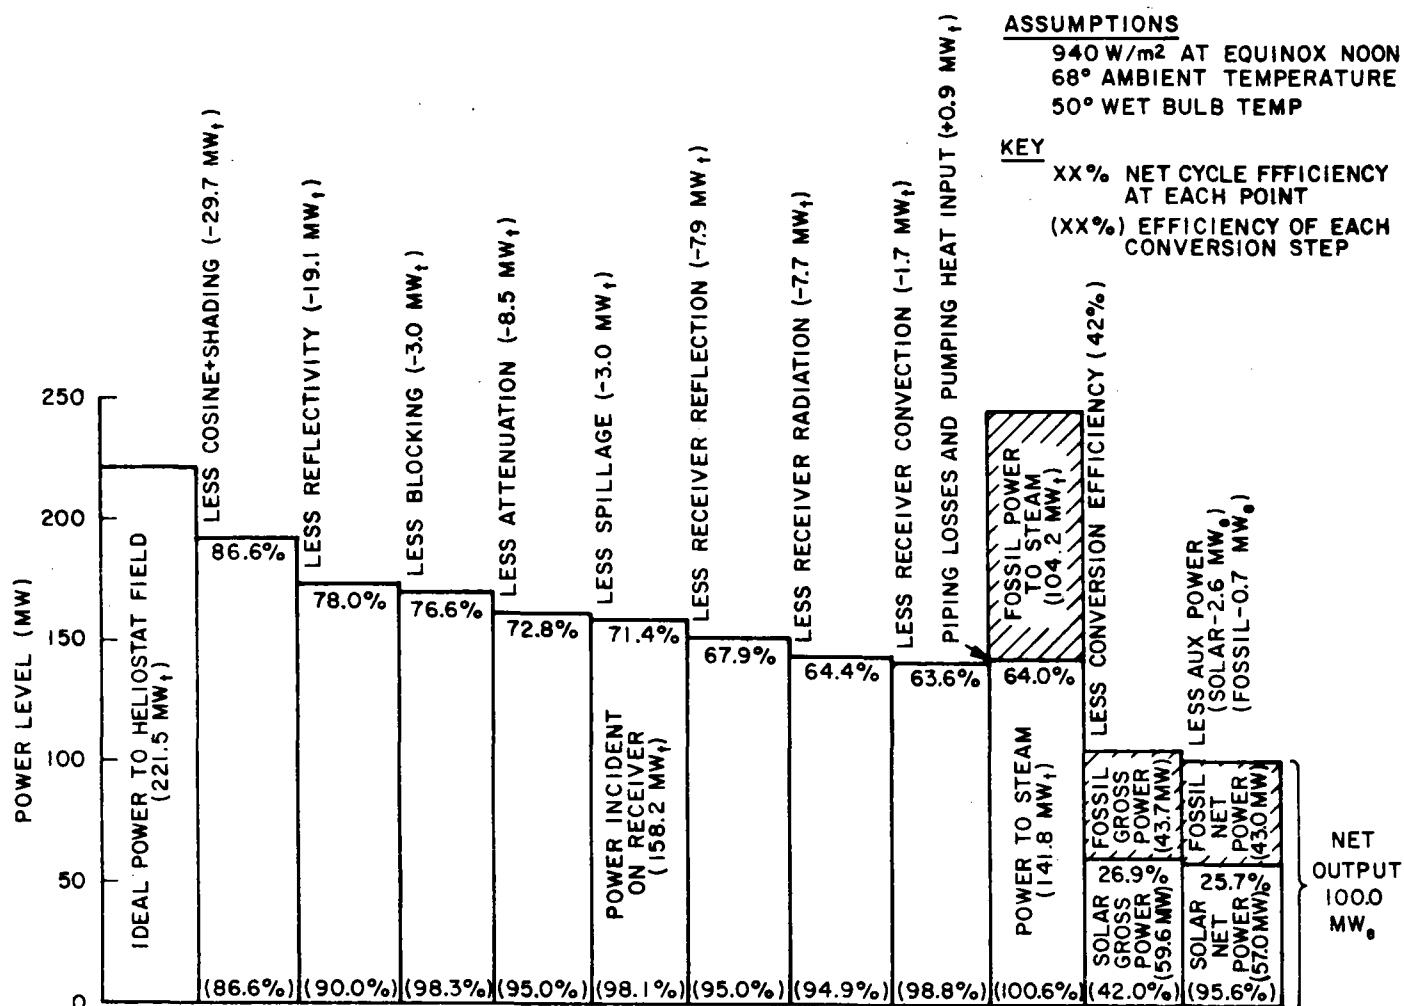 ASSUMPTIONS
940 W/m² AT EQUINOX NOON
68° AMBIENT TEMPERATURE
50° WET BULB TEMP
KEY
XX% NET CYCLE FFFICIENCY
AT EACH POINT
(XX%) EFFICIENCY OF EACH
CONVERSION STEP
POWER LEVEL (MW)
250
200
150
100
50
0
IDEAL POWER TO HELIOSTAT FIELD
(221.5 MWt)
LESS COSINE+SHADING (-29.7 MWt)
86.6%
(86.6%)
LESS REFLECTIVITY (-19.1 MWt)
78.0%
(90.0%)
LESS BLOCKING (-3.0 MWt)
76.6%
(98.3%)
LESS ATTENUATION (-8.5 MWt)
72.8%
(95.0%)
LESS SPILLAGE (-3.0 MWt)
71.4%
POWER INCIDENT
ON RECEIVER
(158.2 MWt)
(98.1%)
LESS RECEIVER REFLECTION (-7.9 MWt)
67.9%
(95.0%)
LESS RECEIVER RADIATION (-7.7 MWt)
64.4%
(94.9%)
LESS RECEIVER CONVECTION (-1.7 MWt)
63.6%
(98.8%)
PIPING LOSSES AND PUMPING HEAT INPUT (+0.9 MWt)
FOSSIL POWER
TO STEAM
(104.2 MWt)
64.0%
POWER TO STEAM
(141.8 MWt)
(100.6%)
LESS CONVERSION EFFICIENCY (42%)
FOSSIL
GROSS
POWER
(43.7MW)
26.9%
SOLAR
GROSS
POWER
(59.6 MW)
(42.0%)
LESS AUX POWER
(SOLAR-2.6 MWe)
(FOSSIL-0.7 MWe)
FOSSIL
NET
POWER
(43.0 MW)
25.7%
SOLAR
NET
POWER
(57.0MW)
(95.6%)
NET
OUTPUT
100.0
MWe